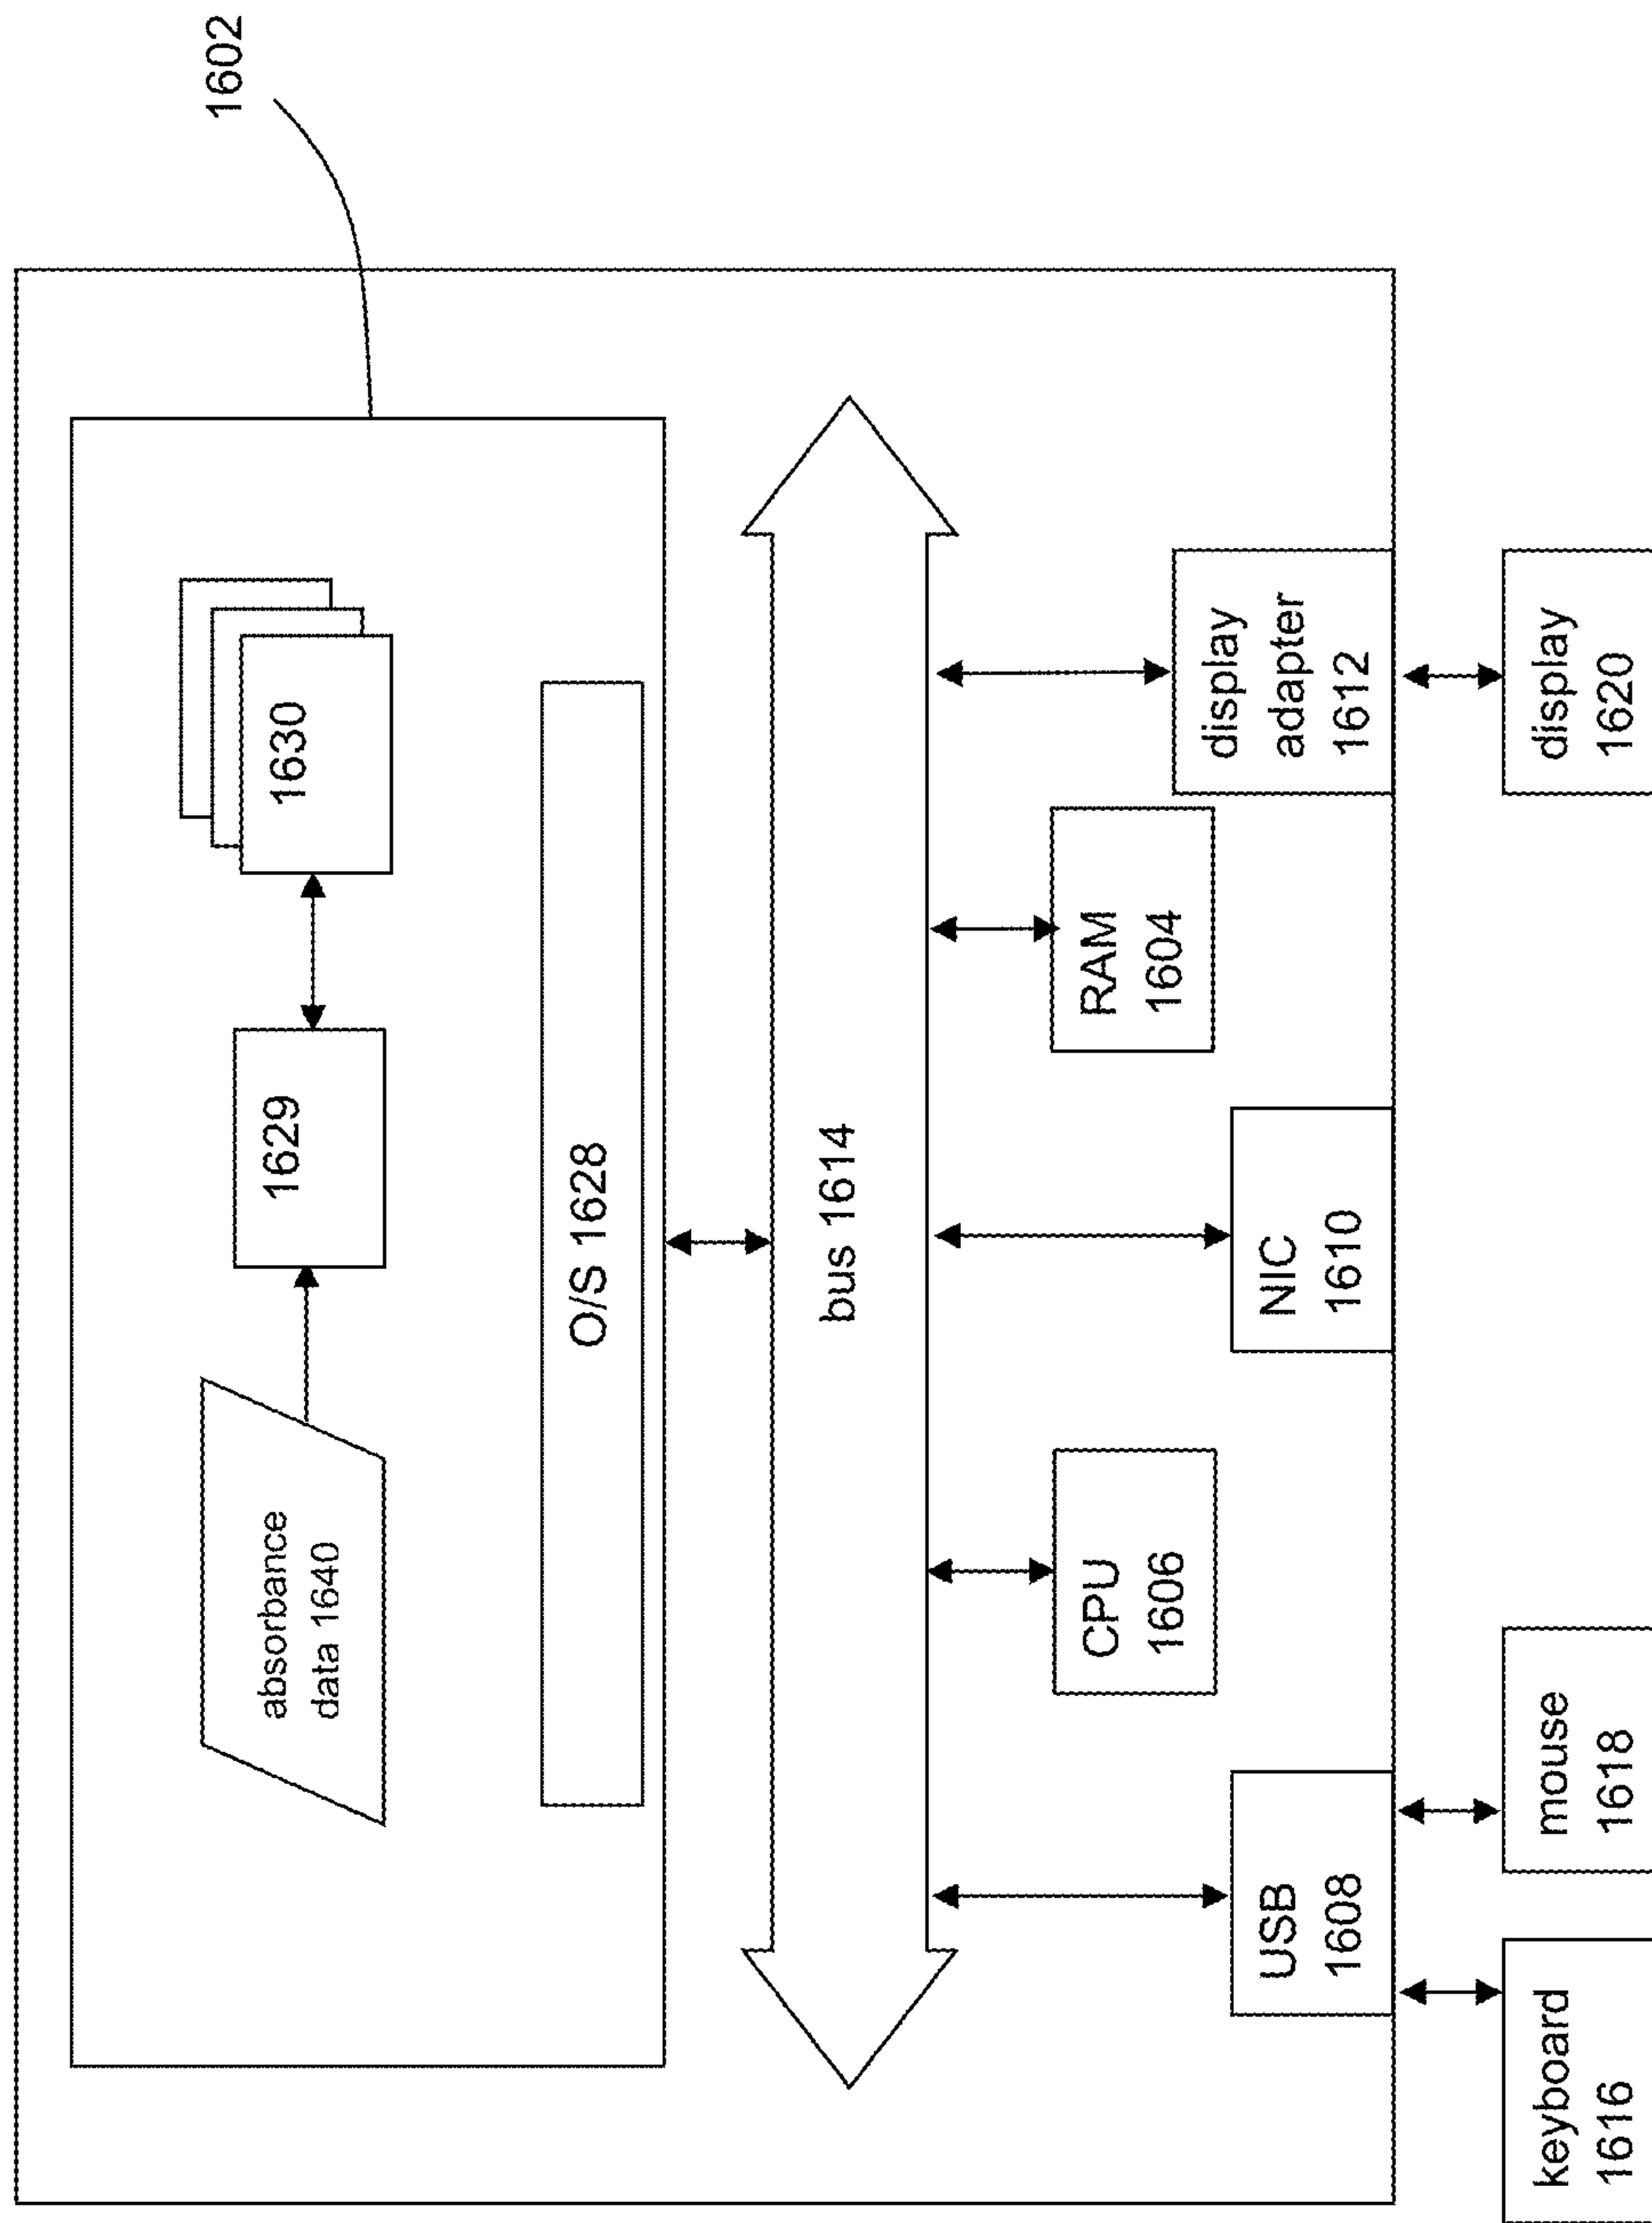 1602
absorbance
data 1640
1629
1630
O/S 1628
bus 1614
USB
1608
CPU
1606
NIC
1610
RAM
1604
display
adapter
1612
keyboard
1616
mouse
1618
display
1620